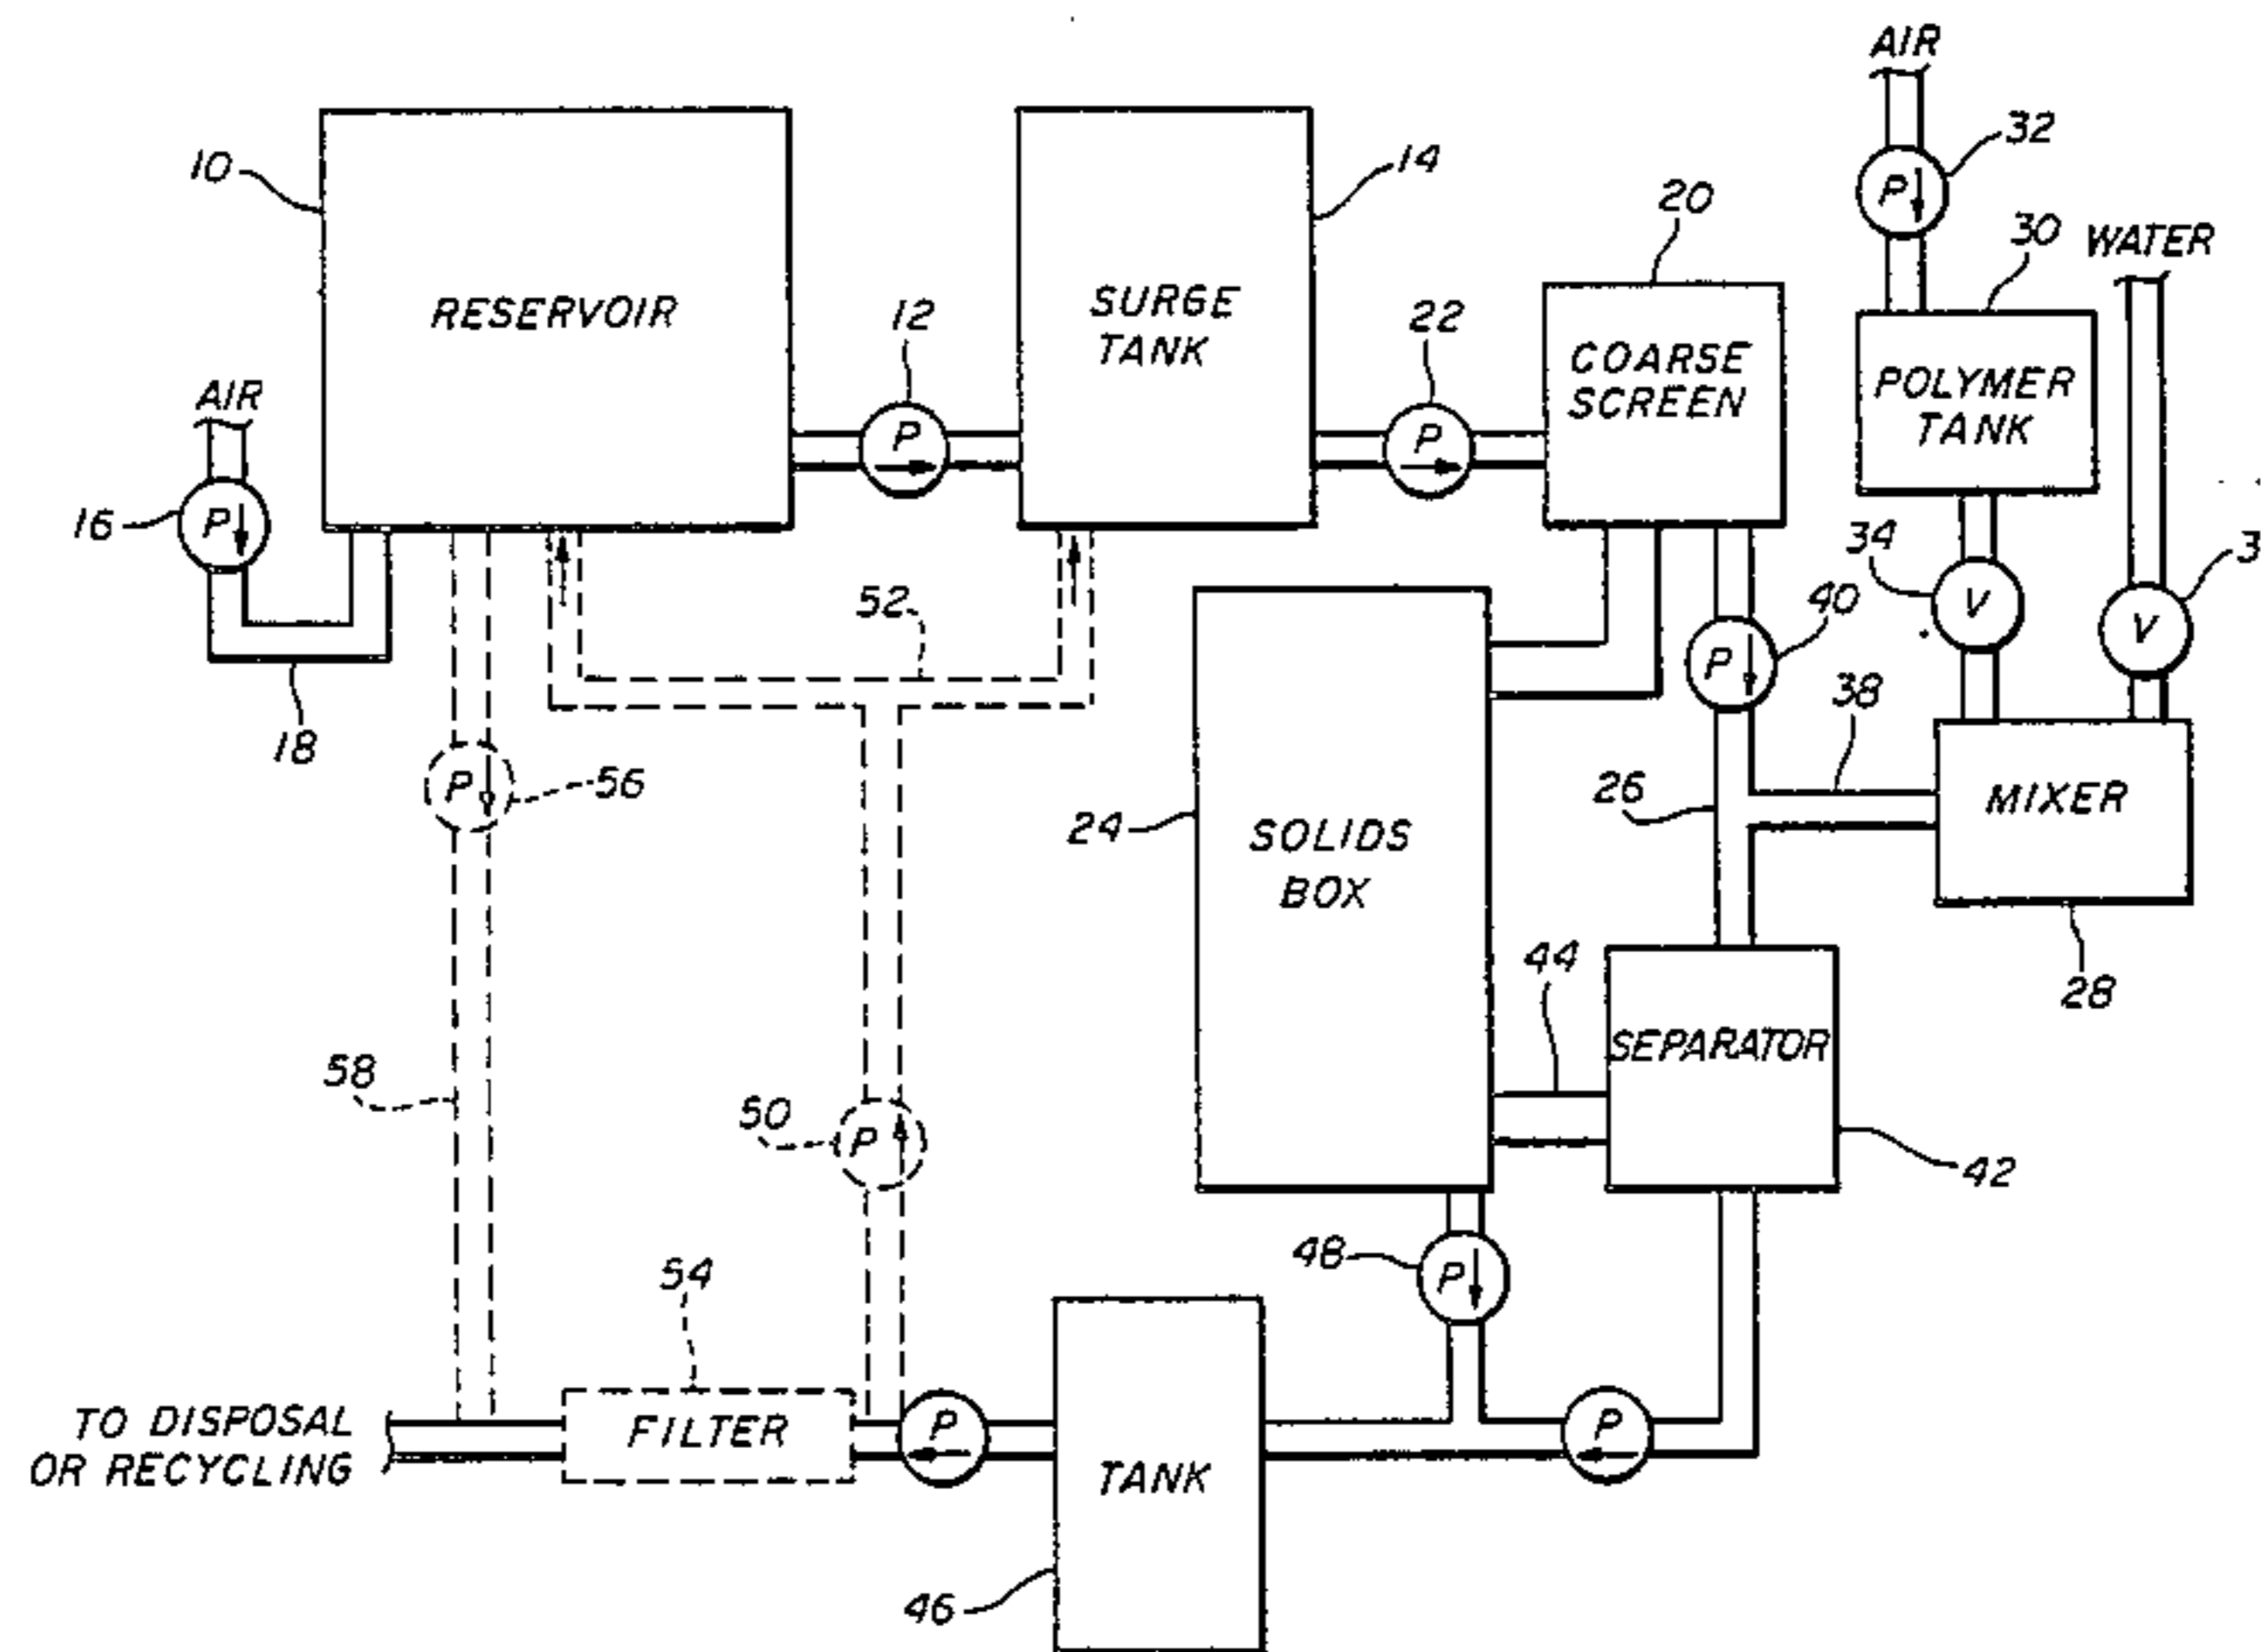 AIR
32
10
14
20
30
WATER
RESERVOIR
SURGE
TANK
12
22
COARSE
SCREEN
POLYMER
TANK
AIR
P
P
P
P
16
34
3
V
V
52
40
P
18
P
56
38
26
MIXER
24
SOLIDS
BOX
28
44
SEPARATOR
58
50
P
42
48
P
54
TO DISPOSAL
OR RECYCLING
FILTER
P
P
TANK
46